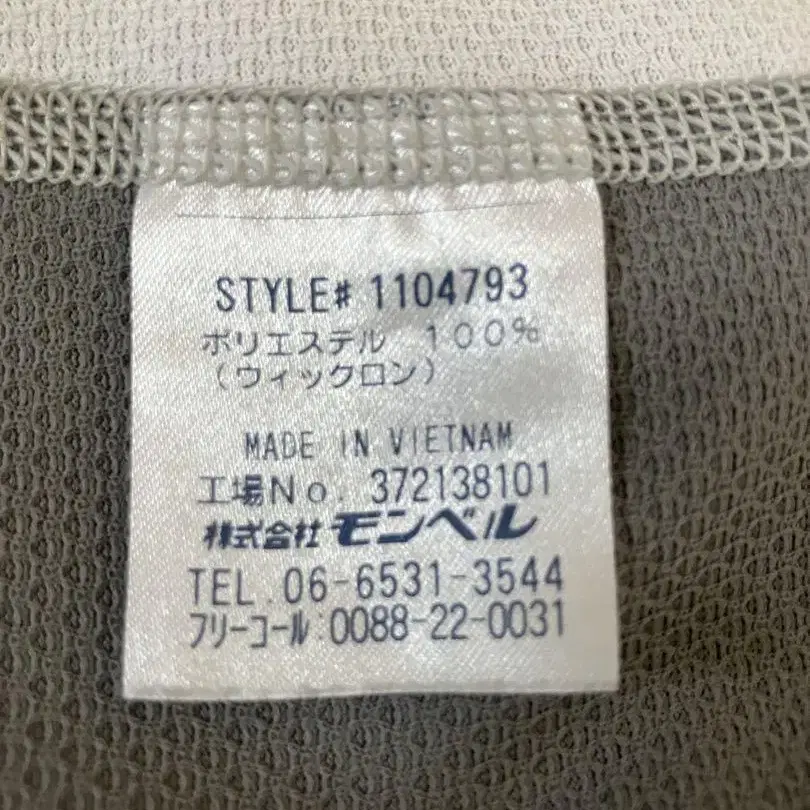 STYLE# 1104793
ポリエステル 100%
(ウィックロン)
MADE IN VIETNAM
工場No. 372138101
株式会社モンベル
TEL.06-6531-3544
フリーコール:0088-22-0031